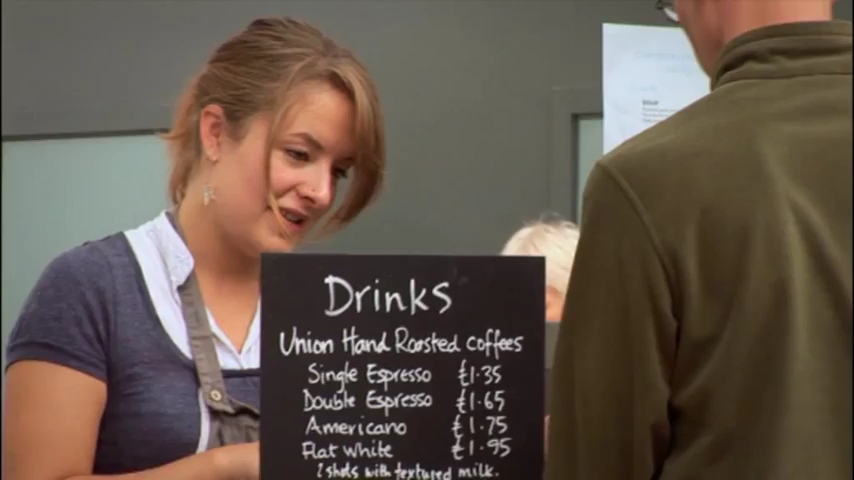 Drinks
Union Hand Roasted coffees
Single Espresso £1.35
Double Espresso £1.65
Americano £1.75
Flat White £1.95
2 shots with textured milk.
SOUP